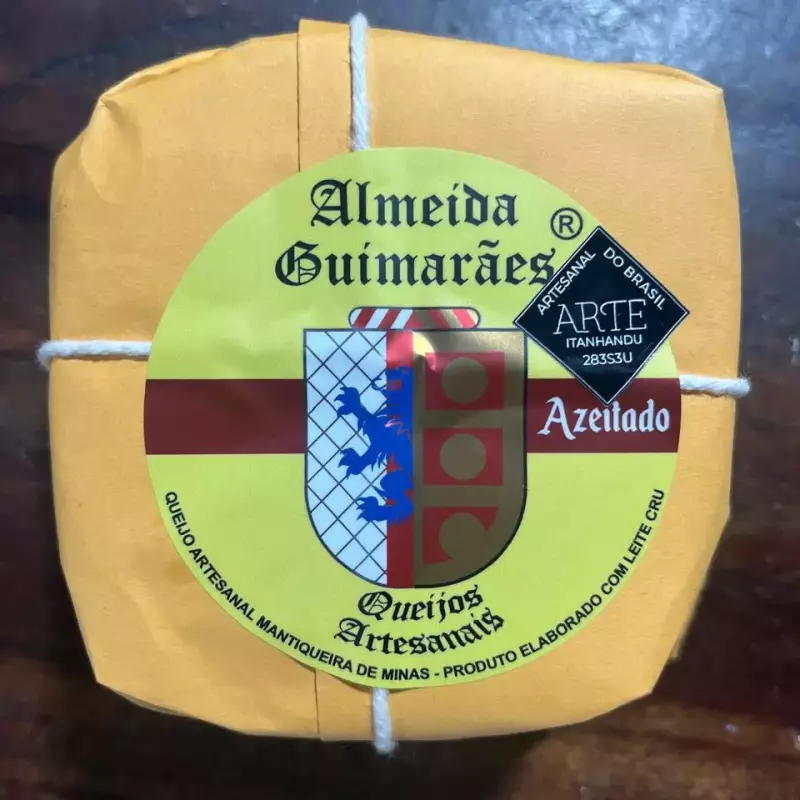 Almeida
Guimarães®
ARTESANAL DO BRASIL
ARTE
ITANHANDU
283S3U
Azeitado
Queijos
Artesanais
QUEIJO ARTESANAL MANTIQUEIRA DE MINAS - PRODUTO ELABORADO COM LEITE CRU